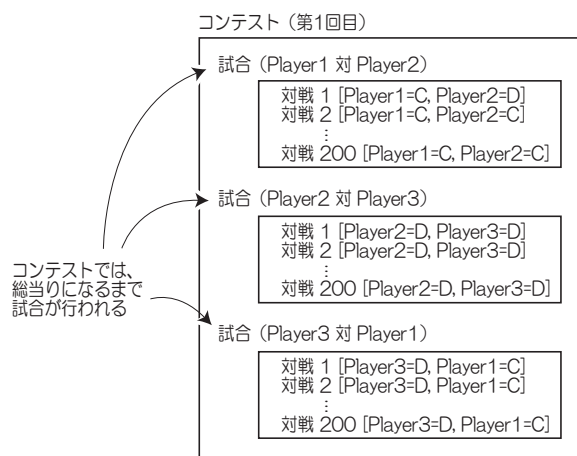 コンテスト（第1回目）
試合（Player1 対 Player2）
対戦 1 [Player1=C, Player2=D]
対戦 2 [Player1=C, Player2=C]
⋮
対戦 200 [Player1=C, Player2=C]
試合（Player2 対 Player3）
対戦 1 [Player2=D, Player3=D]
対戦 2 [Player2=D, Player3=D]
⋮
対戦 200 [Player2=D, Player3=D]
コンテストでは、
総当りになるまで
試合が行われる
試合（Player3 対 Player1）
対戦 1 [Player3=D, Player1=C]
対戦 2 [Player3=D, Player1=C]
⋮
対戦 200 [Player3=D, Player1=C]